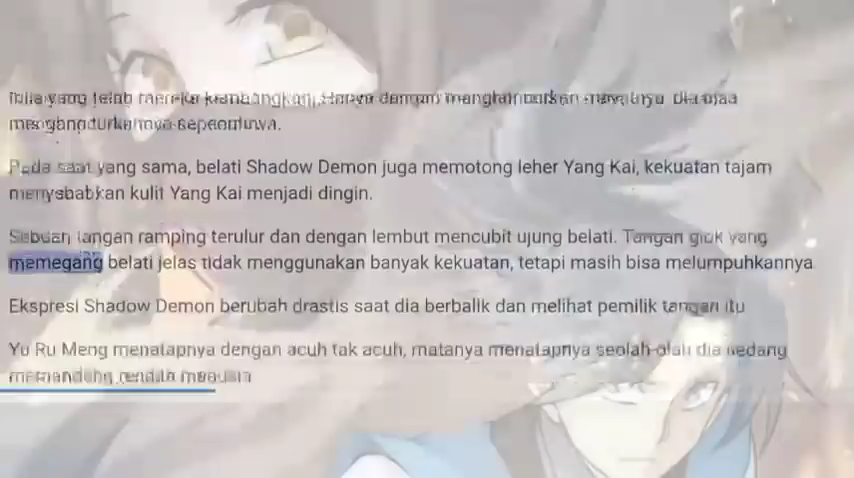 mengandurkannya sepenuhnya.
Pada saat yang sama, belati Shadow Demon juga memotong leher Yang Kai, kekuatan tajam
menyebabkan kulit Yang Kai menjadi dingin.
Sebuah tangan ramping terulur dan dengan lembut mencubit ujung belati. Tangan giok yang
memegang belati jelas tidak menggunakan banyak kekuatan, tetapi masih bisa melumpuhkannya
Ekspresi Shadow Demon berubah drastis saat dia berbalik dan melihat pemilik tangan itu
Yu Ru Meng menatapnya dengan acuh tak acuh, matanya menatapnya seolah-olah dia sedang
memandang